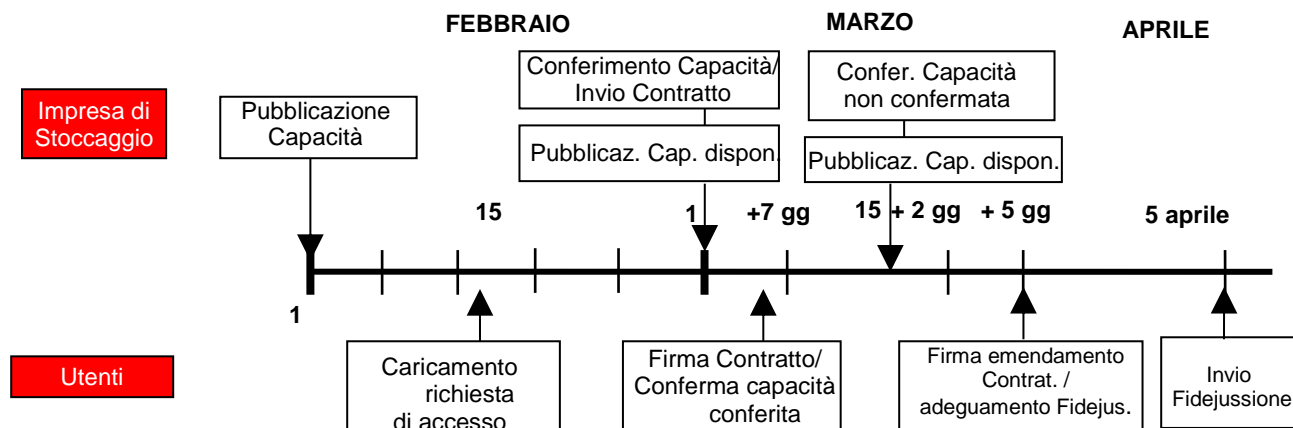 FEBBRAIO
MARZO
APRILE
Impresa di
Stoccaggio
Pubblicazione
Capacità
Conferimento Capacità/
Invio Contratto
Pubblicaz. Cap. dispon.
Confer. Capacità
non confermata
Pubblicaz. Cap. dispon.
15
1
+7 gg
15 + 2 gg
+ 5 gg
5 aprile
1
Utenti
Caricamento
richiesta
di accesso
Firma Contratto/
Conferma capacità
conferita
Firma emendamento
Contrat. /
adeguamento Fidejus.
Invio
Fidejussione